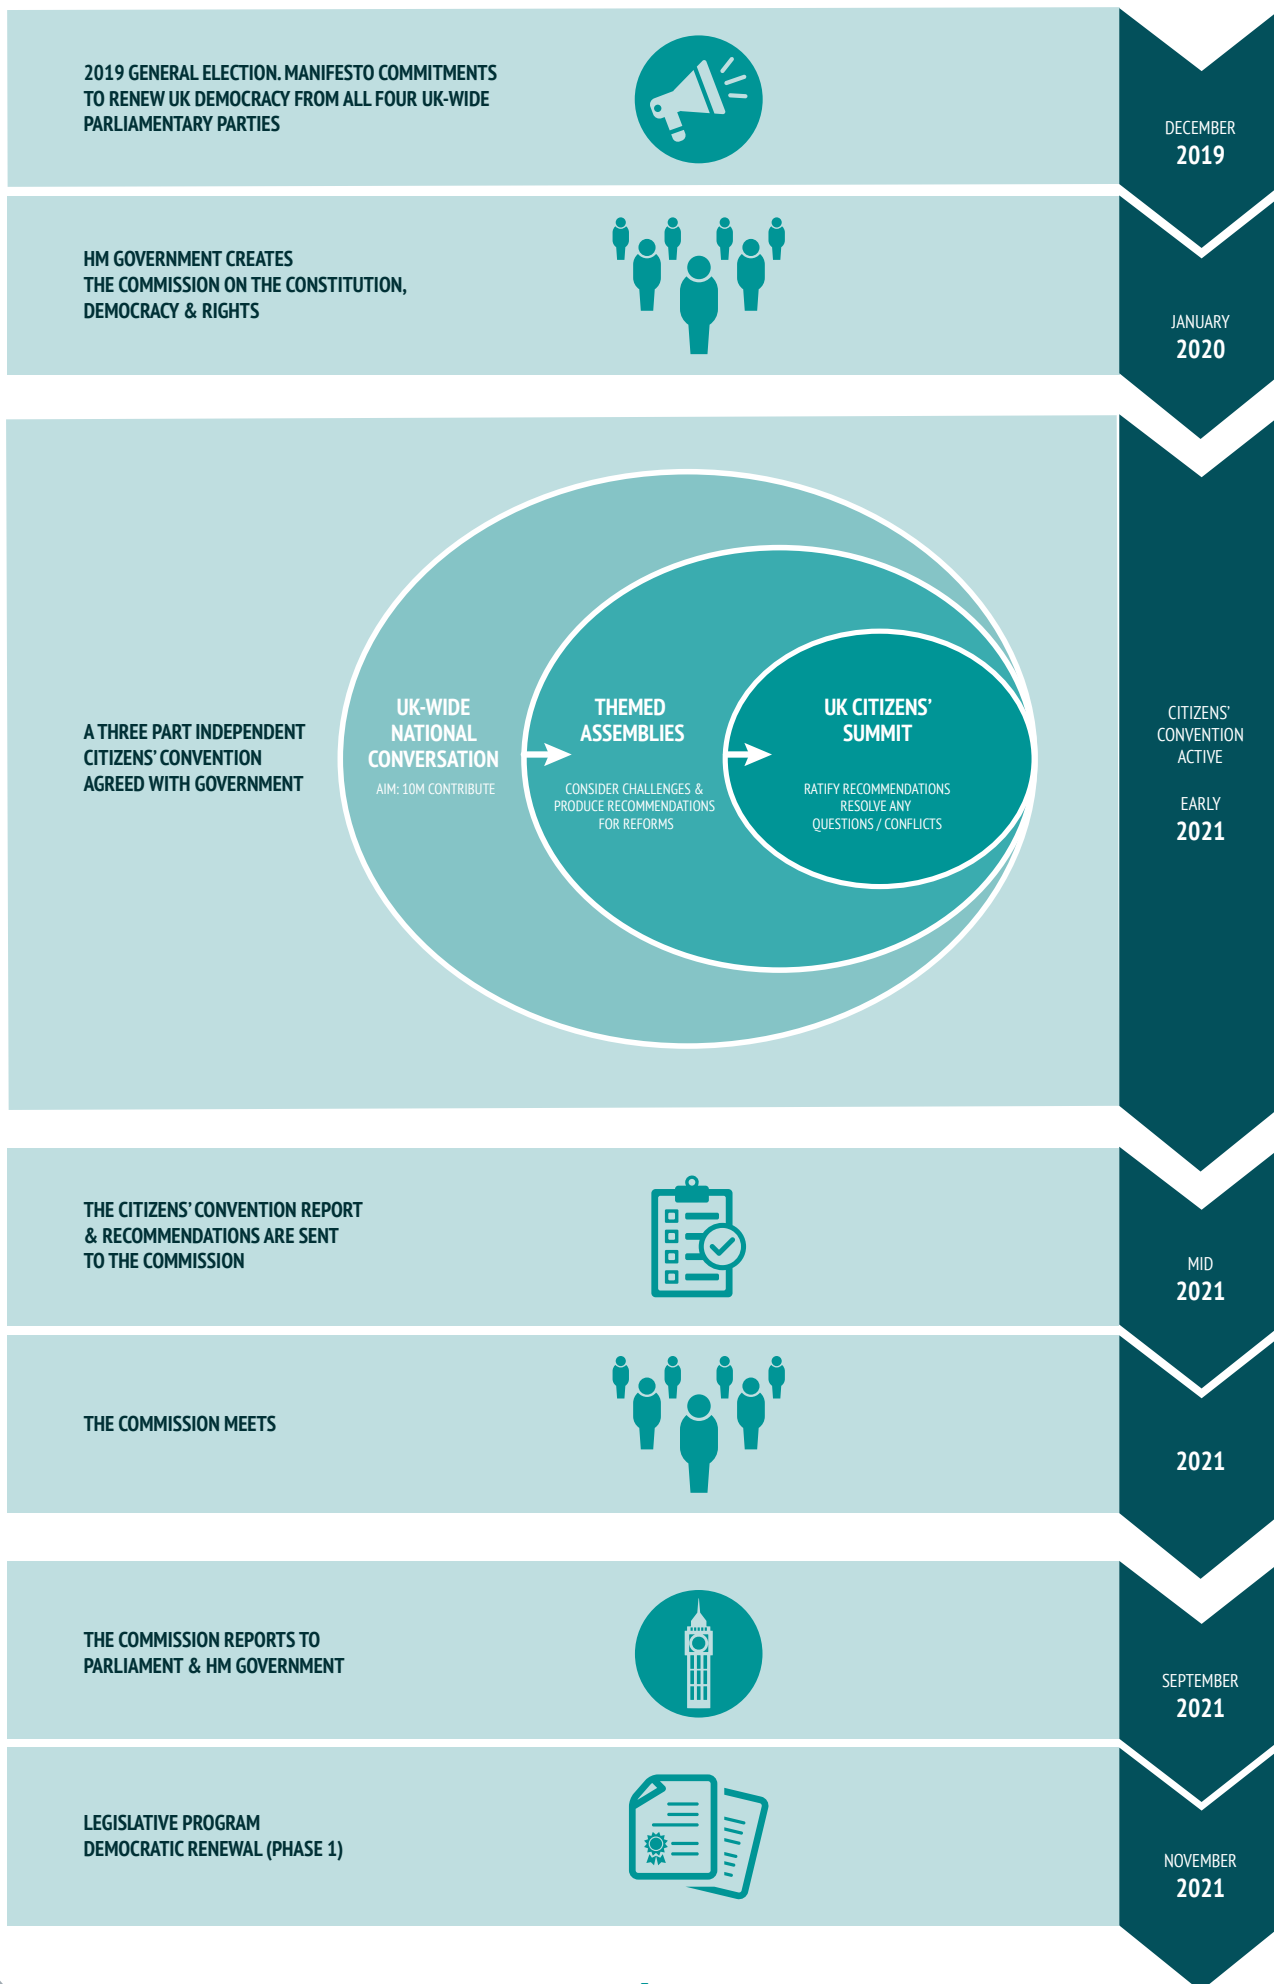 2019 GENERAL ELECTION. MANIFESTO COMMITMENTS
TO RENEW UK DEMOCRACY FROM ALL FOUR UK-WIDE
PARLIAMENTARY PARTIES
DECEMBER
2019
HM GOVERNMENT CREATES
THE COMMISSION ON THE CONSTITUTION,
DEMOCRACY & RIGHTS
JANUARY
2020
A THREE PART INDEPENDENT
CITIZENS' CONVENTION
AGREED WITH GOVERNMENT
UK-WIDE
NATIONAL
CONVERSATION
AIM: 10M CONTRIBUTE
THEMED
ASSEMBLIES
CONSIDER CHALLENGES &
PRODUCE RECOMMENDATIONS
FOR REFORMS
UK CITIZENS'
SUMMIT
RATIFY RECOMMENDATIONS
RESOLVE ANY
QUESTIONS / CONFLICTS
CITIZENS'
CONVENTION
ACTIVE
EARLY
2021
THE CITIZENS' CONVENTION REPORT
& RECOMMENDATIONS ARE SENT
TO THE COMMISSION
MID
2021
THE COMMISSION MEETS
2021
THE COMMISSION REPORTS TO
PARLIAMENT & HM GOVERNMENT
SEPTEMBER
2021
LEGISLATIVE PROGRAM
DEMOCRATIC RENEWAL (PHASE 1)
NOVEMBER
2021